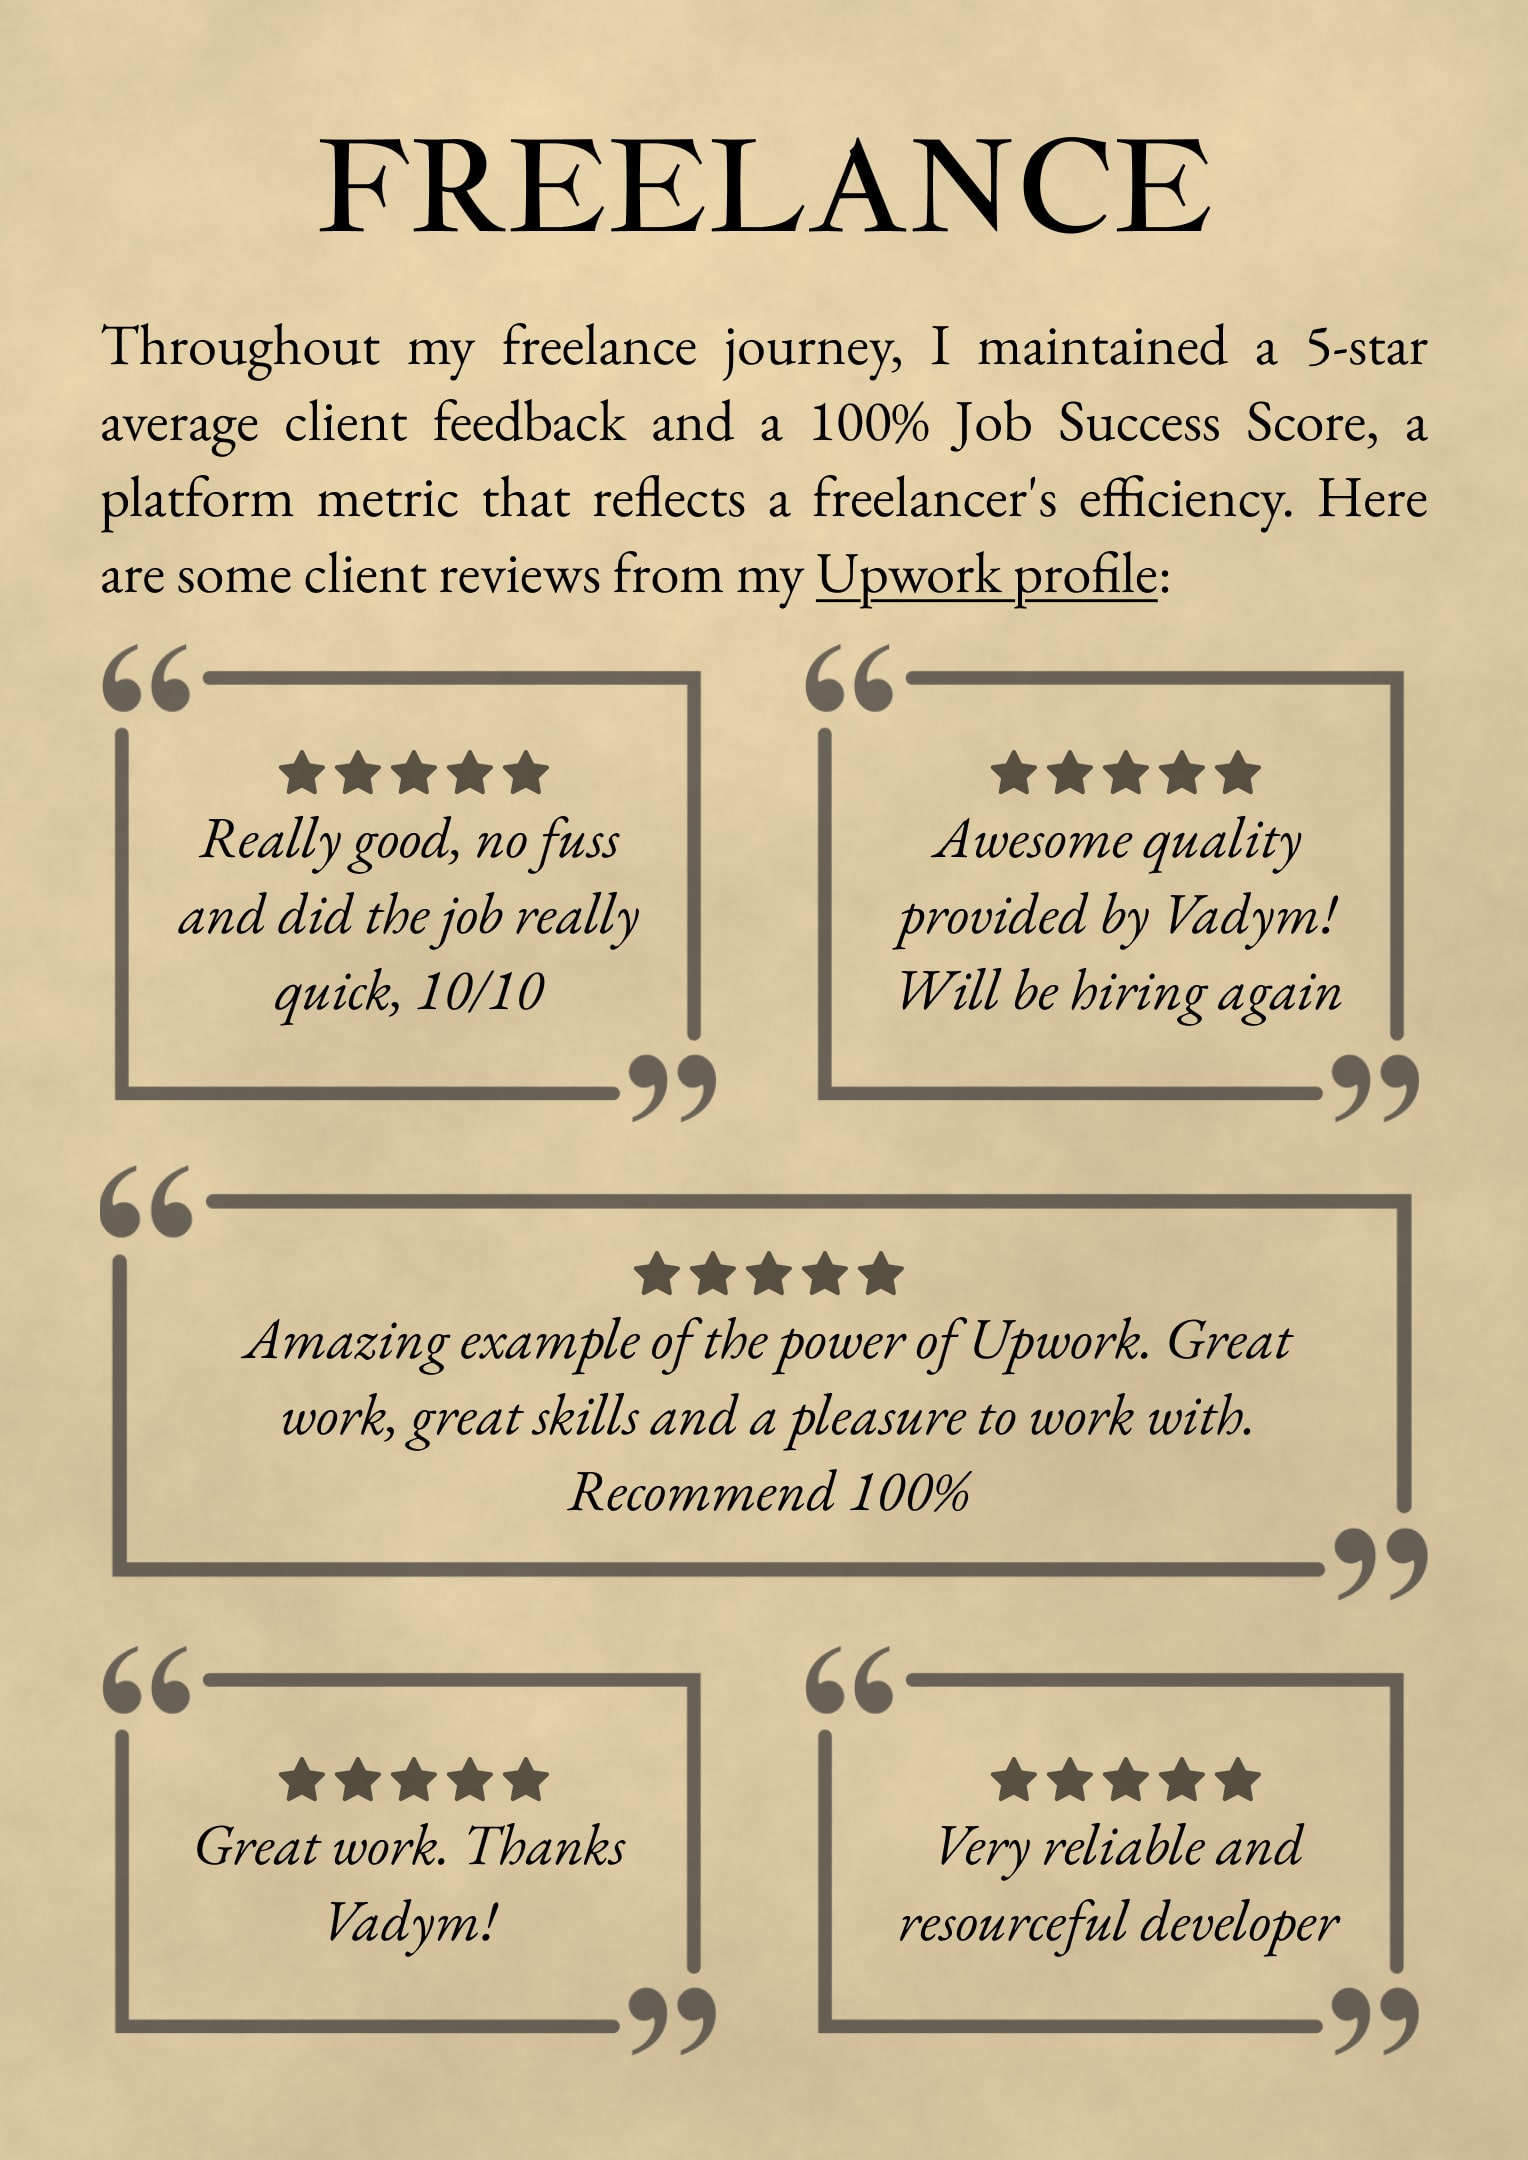 FREELANCE
Throughout my freelance journey, I maintained a 5-star
average client feedback and a 100% Job Success Score, a
platform metric that reflects a freelancer's efficiency. Here
are some client reviews from my Upwork profile:
Really good, no fuss
and did the job really
quick, 10/10
Awesome quality
provided by Vadym!
Will be hiring again
Amazing example of the power of Upwork. Great
work, great skills and a pleasure to work with.
Recommend 100%
Great work. Thanks
Vadym!
Very reliable and
resourceful developer